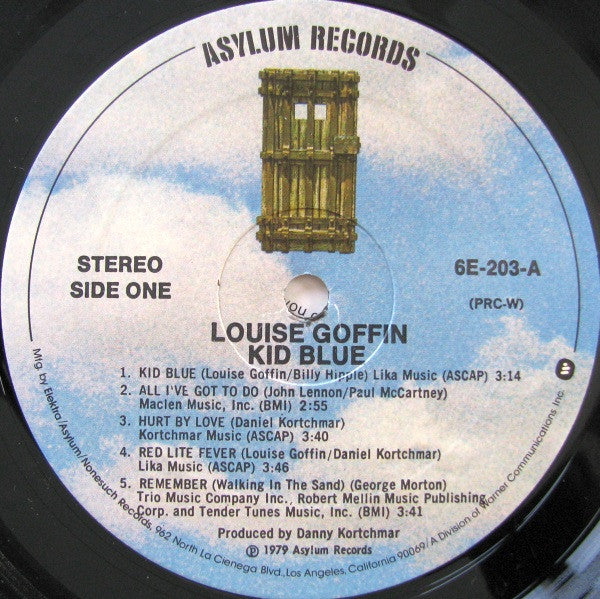 ASYLUM RECORDS
STEREO
SIDE ONE
6E-203-A
(PRC-W)
you
LOUISE GOFFIN
KID BLUE
1. KID BLUE (Louise Goffin/Billy Hipple) Lika Music (ASCAP) 3:14
2. ALL I'VE GOT TO DO (John Lennon/Paul McCartney)
Maclen Music, Inc. (BMI) 2:55
3. HURT BY LOVE (Daniel Kortchmar)
Kortchmar Music (ASCAP) 3:40
4. RED LITE FEVER (Louise Goffin/Daniel Kortchmar)
Lika Music (ASCAP) 3:46
5. REMEMBER (Walking In The Sand) (George Morton)
Trio Music Company Inc., Robert Mellin Music Publishing
Corp. and Tender Tunes Music, Inc. (BMI) 3:41
Produced by Danny Kortchmar
℗ 1979 Asylum Records
Mfg. by Elektra/Asylum/Nonesuch Records, 962 North La Cienega Blvd., Los Angeles, California 90069/A Division of Warner Communications Inc.